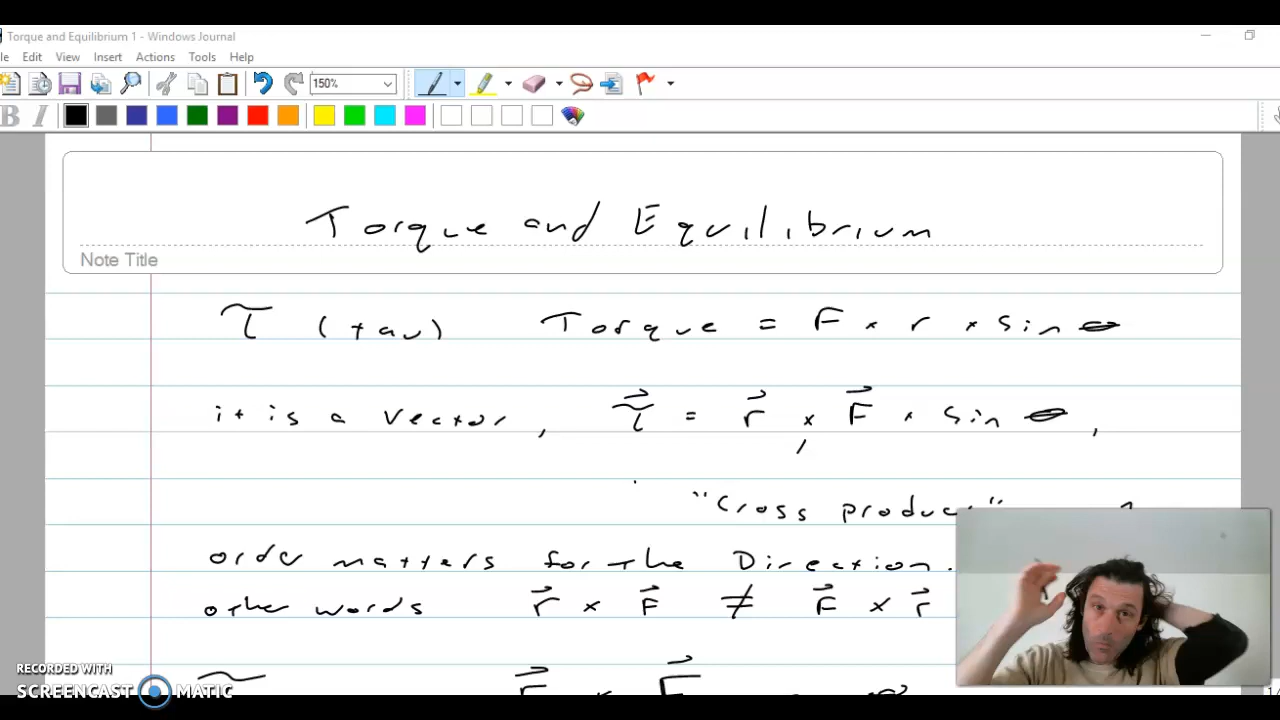 Torque and Equilibrium 1 - Windows Journal
Edit View Insert Actions Tools Help
150%
B I
Torque and Equilibrium
Note Title
τ (tau) Torque = F × r × sin θ
it is a vector, τ⃗ = r⃗ × F⃗ × sin θ,
"Cross product"
order matters for the Direction.
other words r⃗ × F⃗ ≠ F⃗ × r⃗
RECORDED WITH
SCREENCAST MATIC